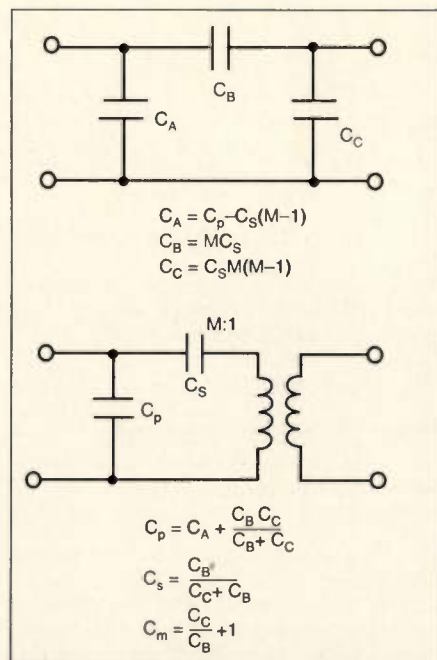 C_B
C_A
C_C
C_A = C_p–C_S(M–1)
C_B = MC_S
C_C = C_SM(M–1)
M:1
C_S
C_p
C_p = C_A + C_B C_C / C_B + C_C
C_s = C_B / C_C + C_B
C_m = C_C / C_B +1